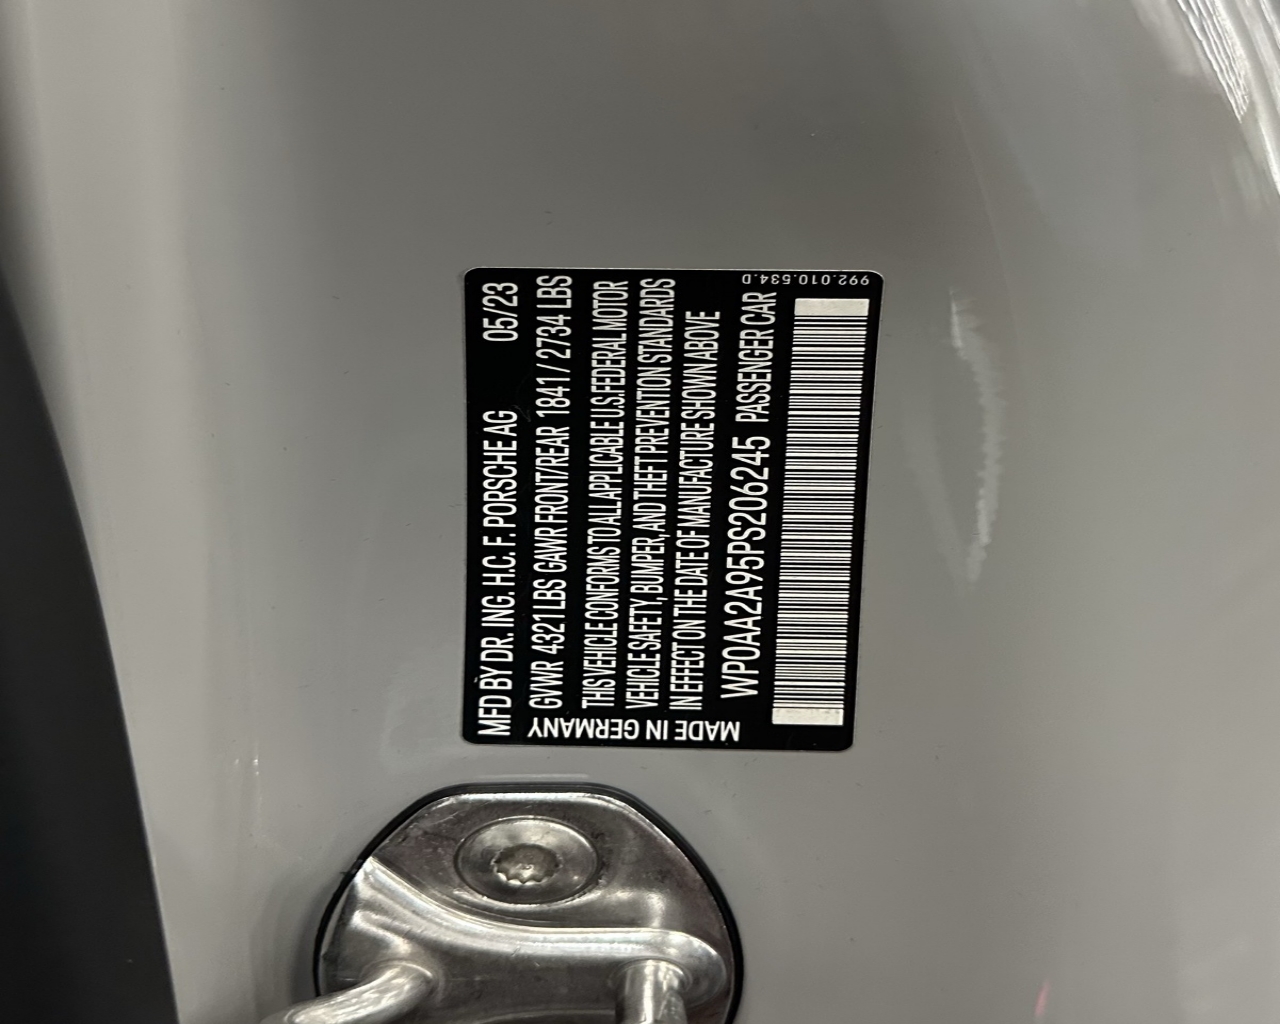 MFD BY DR. ING. H.C. F. PORSCHE AG 05/23
GVWR 4321 LBS GAWR FRONT/REAR 1841 / 2734 LBS
THIS VEHICLE CONFORMS TO ALL APPLICABLE U.S. FEDERAL MOTOR
VEHICLE SAFETY, BUMPER, AND THEFT PREVENTION STANDARDS
IN EFFECT ON THE DATE OF MANUFACTURE SHOWN ABOVE
WP0AA2A95PS206245 PASSENGER CAR
MADE IN GERMANY
992.010.534.D